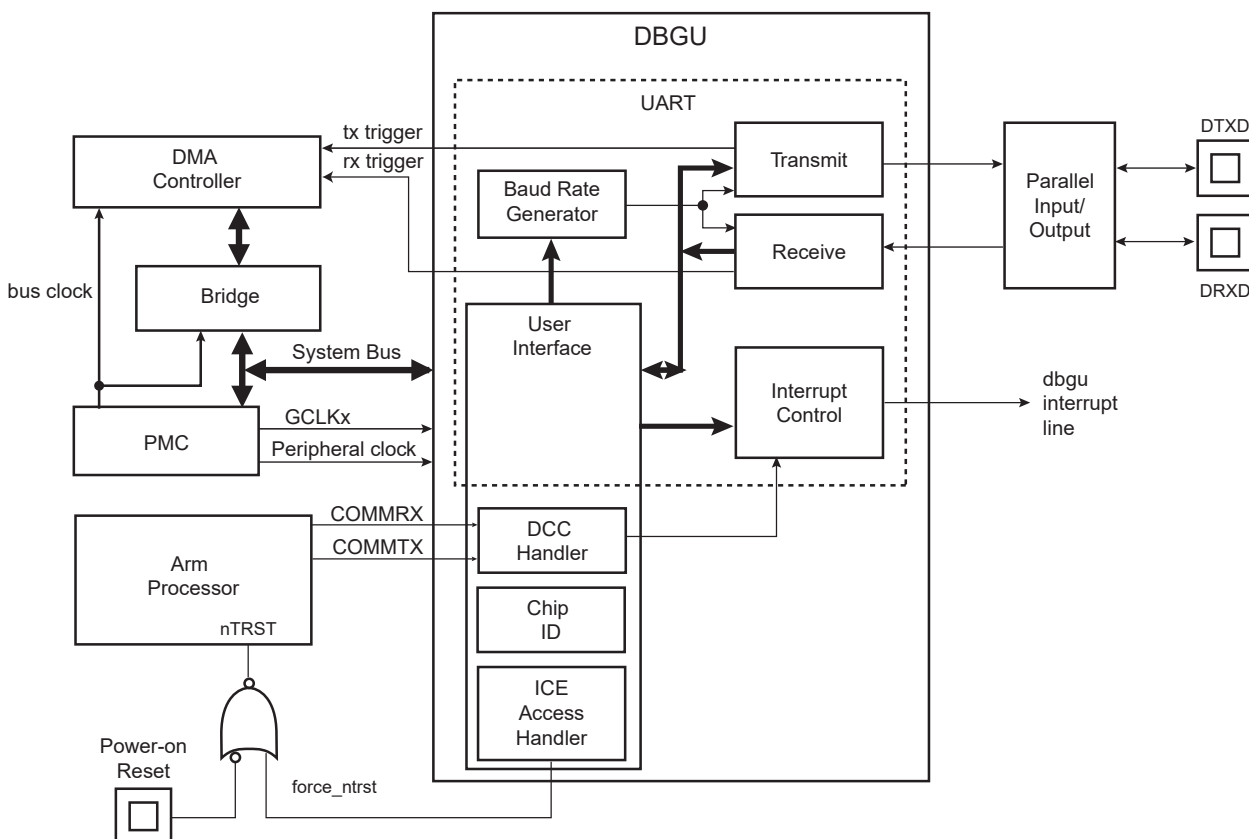 DBGU
UART
tx trigger
rx trigger
DMA
Controller
Transmit
Baud Rate
Generator
Receive
Parallel
Input/
Output
DTXD
DRXD
bus clock
Bridge
System Bus
User
Interface
Interrupt
Control
dbgu
interrupt
line
PMC
GCLKx
Peripheral clock
Arm
Processor
nTRST
COMMRX
COMMTX
DCC
Handler
Chip
ID
ICE
Access
Handler
Power-on
Reset
force_ntrst